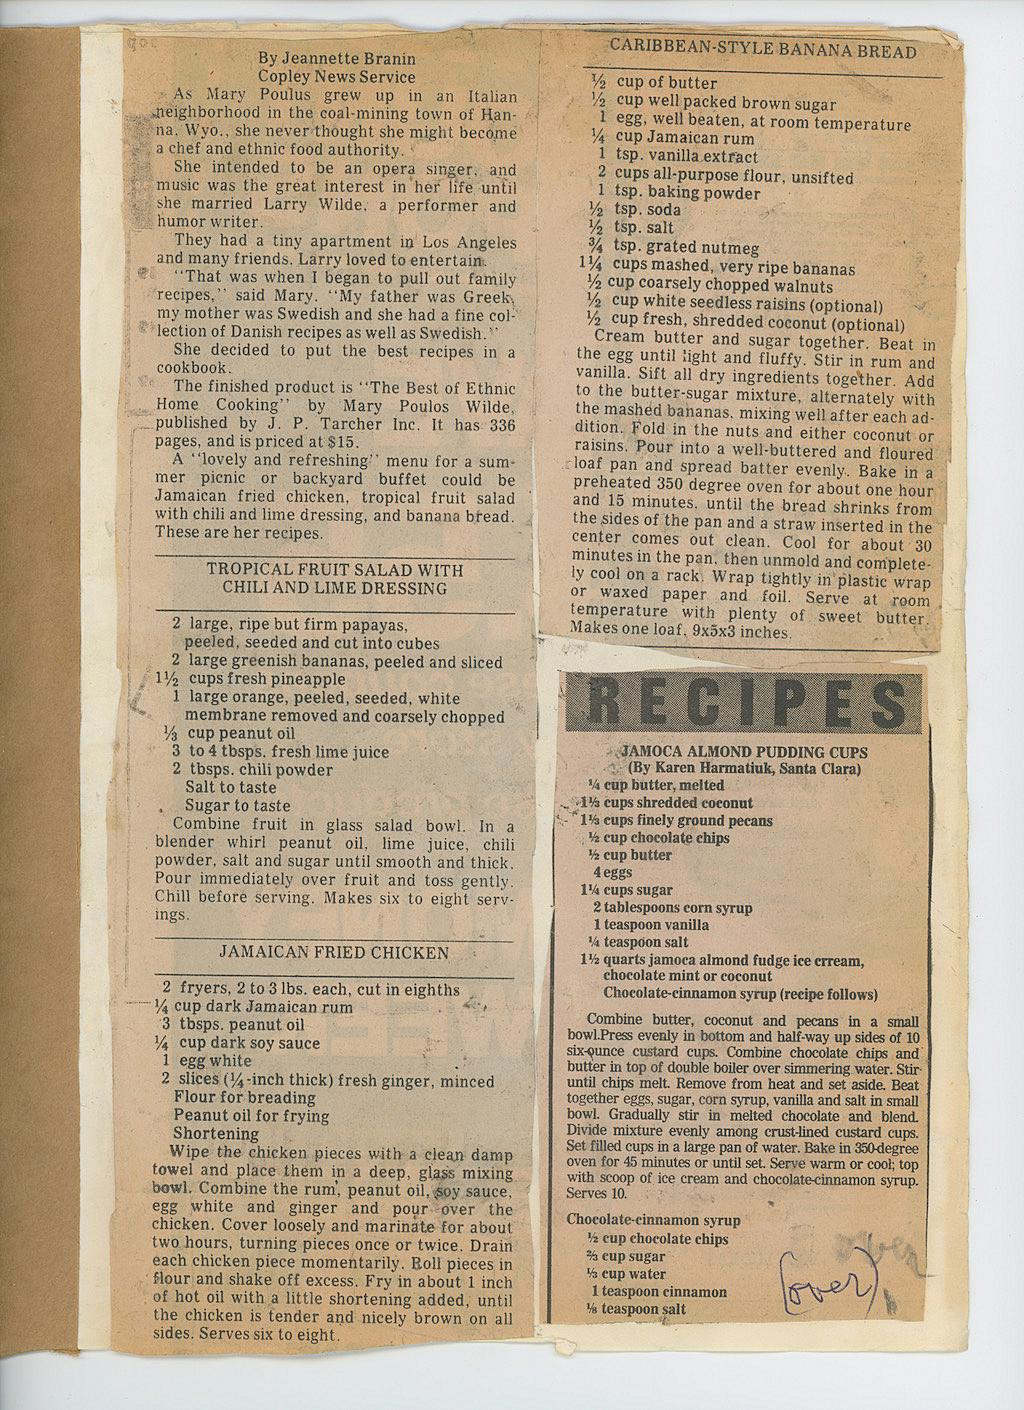 By Jeannette Branin
Copley News Service
As Mary Poulus grew up in an Italian
neighborhood in the coal-mining town of Han-
na, Wyo., she never thought she might become
a chef and ethnic food authority.
She intended to be an opera singer, and
music was the great interest in her life until
she married Larry Wilde, a performer and
humor writer.
They had a tiny apartment in Los Angeles
and many friends. Larry loved to entertain.
"That was when I began to pull out family
recipes," said Mary. "My father was Greek,
my mother was Swedish and she had a fine col-
lection of Danish recipes as well as Swedish."
She decided to put the best recipes in a
cookbook.
The finished product is "The Best of Ethnic
Home Cooking" by Mary Poulos Wilde,
published by J. P. Tarcher Inc. It has 336
pages, and is priced at $15.
A "lovely and refreshing" menu for a sum-
mer picnic or backyard buffet could be
Jamaican fried chicken, tropical fruit salad
with chili and lime dressing, and banana bread.
These are her recipes.
TROPICAL FRUIT SALAD WITH
CHILI AND LIME DRESSING
2 large, ripe but firm papayas,
peeled, seeded and cut into cubes
2 large greenish bananas, peeled and sliced
1½ cups fresh pineapple
1 large orange, peeled, seeded, white
membrane removed and coarsely chopped
⅓ cup peanut oil
3 to 4 tbsps. fresh lime juice
2 tbsps. chili powder
Salt to taste
Sugar to taste
Combine fruit in glass salad bowl. In a
blender whirl peanut oil, lime juice, chili
powder, salt and sugar until smooth and thick.
Pour immediately over fruit and toss gently.
Chill before serving. Makes six to eight serv-
ings.
JAMAICAN FRIED CHICKEN
2 fryers, 2 to 3 lbs. each, cut in eighths
¼ cup dark Jamaican rum
3 tbsps. peanut oil
¼ cup dark soy sauce
1 egg white
2 slices (¼-inch thick) fresh ginger, minced
Flour for breading
Peanut oil for frying
Shortening
Wipe the chicken pieces with a clean damp
towel and place them in a deep, glass mixing
bowl. Combine the rum, peanut oil, soy sauce,
egg white and ginger and pour over the
chicken. Cover loosely and marinate for about
two hours, turning pieces once or twice. Drain
each chicken piece momentarily. Roll pieces in
flour and shake off excess. Fry in about 1 inch
of hot oil with a little shortening added, until
the chicken is tender and nicely brown on all
sides. Serves six to eight.
CARIBBEAN-STYLE BANANA BREAD
½ cup of butter
½ cup well packed brown sugar
1 egg, well beaten, at room temperature
¼ cup Jamaican rum
1 tsp. vanilla extract
2 cups all-purpose flour, unsifted
1 tsp. baking powder
½ tsp. soda
½ tsp. salt
¾ tsp. grated nutmeg
1¼ cups mashed, very ripe bananas
½ cup coarsely chopped walnuts
½ cup white seedless raisins (optional)
½ cup fresh, shredded coconut (optional)
Cream butter and sugar together. Beat in
the egg until light and fluffy. Stir in rum and
vanilla. Sift all dry ingredients together. Add
to the butter-sugar mixture, alternately with
the mashed bananas, mixing well after each ad-
dition. Fold in the nuts and either coconut or
raisins. Pour into a well-buttered and floured
loaf pan and spread batter evenly. Bake in a
preheated 350 degree oven for about one hour
and 15 minutes, until the bread shrinks from
the sides of the pan and a straw inserted in the
center comes out clean. Cool for about 30
minutes in the pan, then unmold and complete-
ly cool on a rack. Wrap tightly in plastic wrap
or waxed paper and foil. Serve at room
temperature with plenty of sweet butter.
Makes one loaf, 9x5x3 inches.
RECIPES
JAMOCA ALMOND PUDDING CUPS
(By Karen Harmatiuk, Santa Clara)
¼ cup butter, melted
1⅓ cups shredded coconut
1⅓ cups finely ground pecans
½ cup chocolate chips
½ cup butter
4 eggs
1¼ cups sugar
2 tablespoons corn syrup
1 teaspoon vanilla
¼ teaspoon salt
1½ quarts jamoca almond fudge ice crream,
chocolate mint or coconut
Chocolate-cinnamon syrup (recipe follows)
Combine butter, coconut and pecans in a small
bowl.Press evenly in bottom and half-way up sides of 10
six-ounce custard cups. Combine chocolate chips and
butter in top of double boiler over simmering water. Stir
until chips melt. Remove from heat and set aside. Beat
together eggs, sugar, corn syrup, vanilla and salt in small
bowl. Gradually stir in melted chocolate and blend.
Divide mixture evenly among crust-lined custard cups.
Set filled cups in a large pan of water. Bake in 350-degree
oven for 45 minutes or until set. Serve warm or cool; top
with scoop of ice cream and chocolate-cinnamon syrup.
Serves 10.
Chocolate-cinnamon syrup
½ cup chocolate chips
⅔ cup sugar
⅓ cup water
1 teaspoon cinnamon
⅛ teaspoon salt
(over)